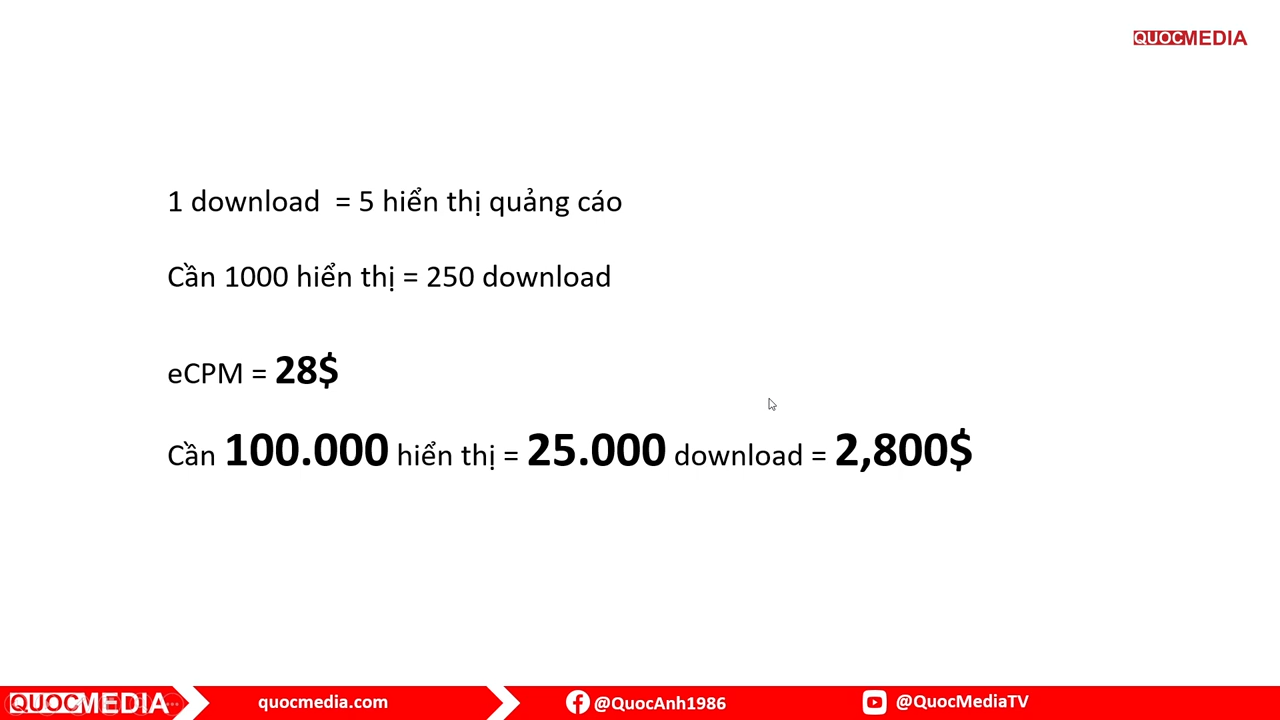 QUOCMEDIA
1 download = 5 hiển thị quảng cáo
Cần 1000 hiển thị = 250 download
eCPM = 28$
Cần 100.000 hiển thị = 25.000 download = 2,800$
QUOCMEDIA
quocmedia.com
@QuocAnh1986
@QuocMediaTV